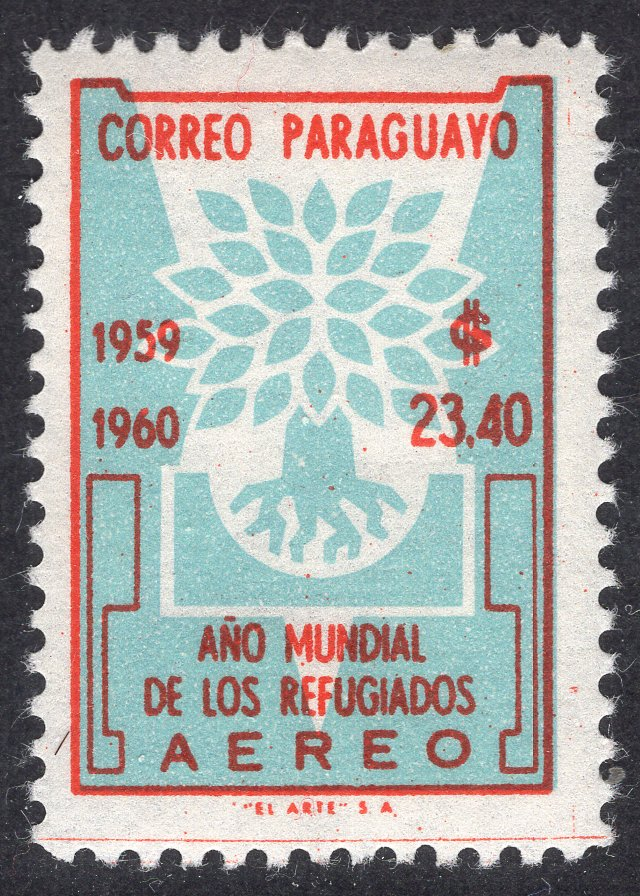 CORREO PARAGUAYO
1959
1960
₲
23.40
AÑO MUNDIAL
DE LOS REFUGIADOS
AEREO
"EL ARTE" S.A.